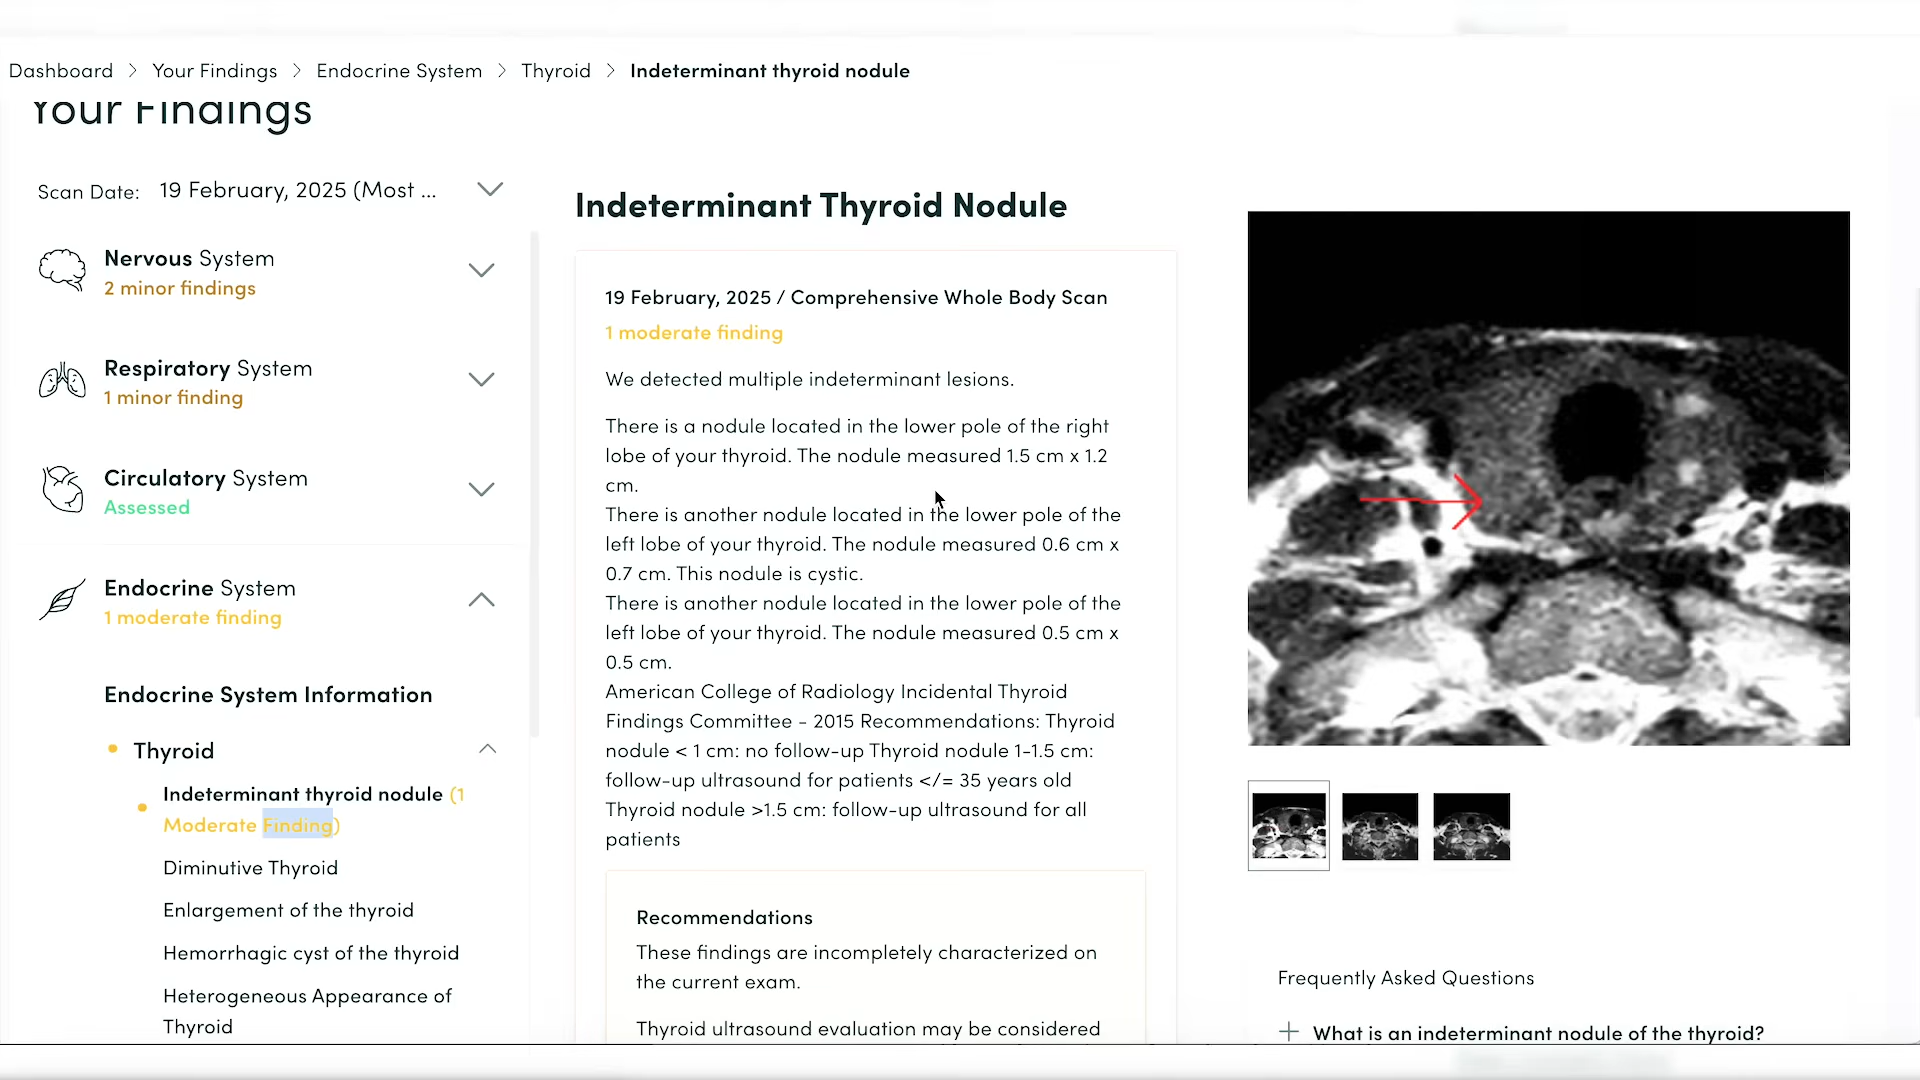 Dashboard > Your Findings > Endocrine System > Thyroid > Indeterminant thyroid nodule
Your Findings
Scan Date: 19 February, 2025 (Most ...
Nervous System
2 minor findings
Respiratory System
1 minor finding
Circulatory System
Assessed
Endocrine System
1 moderate finding
Endocrine System Information
Thyroid
Indeterminant thyroid nodule (1
Moderate Finding)
Diminutive Thyroid
Enlargement of the thyroid
Hemorrhagic cyst of the thyroid
Heterogeneous Appearance of
Thyroid
Indeterminant Thyroid Nodule
19 February, 2025 / Comprehensive Whole Body Scan
1 moderate finding
We detected multiple indeterminant lesions.
There is a nodule located in the lower pole of the right
lobe of your thyroid. The nodule measured 1.5 cm x 1.2
cm.
There is another nodule located in the lower pole of the
left lobe of your thyroid. The nodule measured 0.6 cm x
0.7 cm. This nodule is cystic.
There is another nodule located in the lower pole of the
left lobe of your thyroid. The nodule measured 0.5 cm x
0.5 cm.
American College of Radiology Incidental Thyroid
Findings Committee - 2015 Recommendations: Thyroid
nodule < 1 cm: no follow-up Thyroid nodule 1-1.5 cm:
follow-up ultrasound for patients </= 35 years old
Thyroid nodule >1.5 cm: follow-up ultrasound for all
patients
Recommendations
These findings are incompletely characterized on
the current exam.
Thyroid ultrasound evaluation may be considered
Frequently Asked Questions
+ What is an indeterminant nodule of the thyroid?